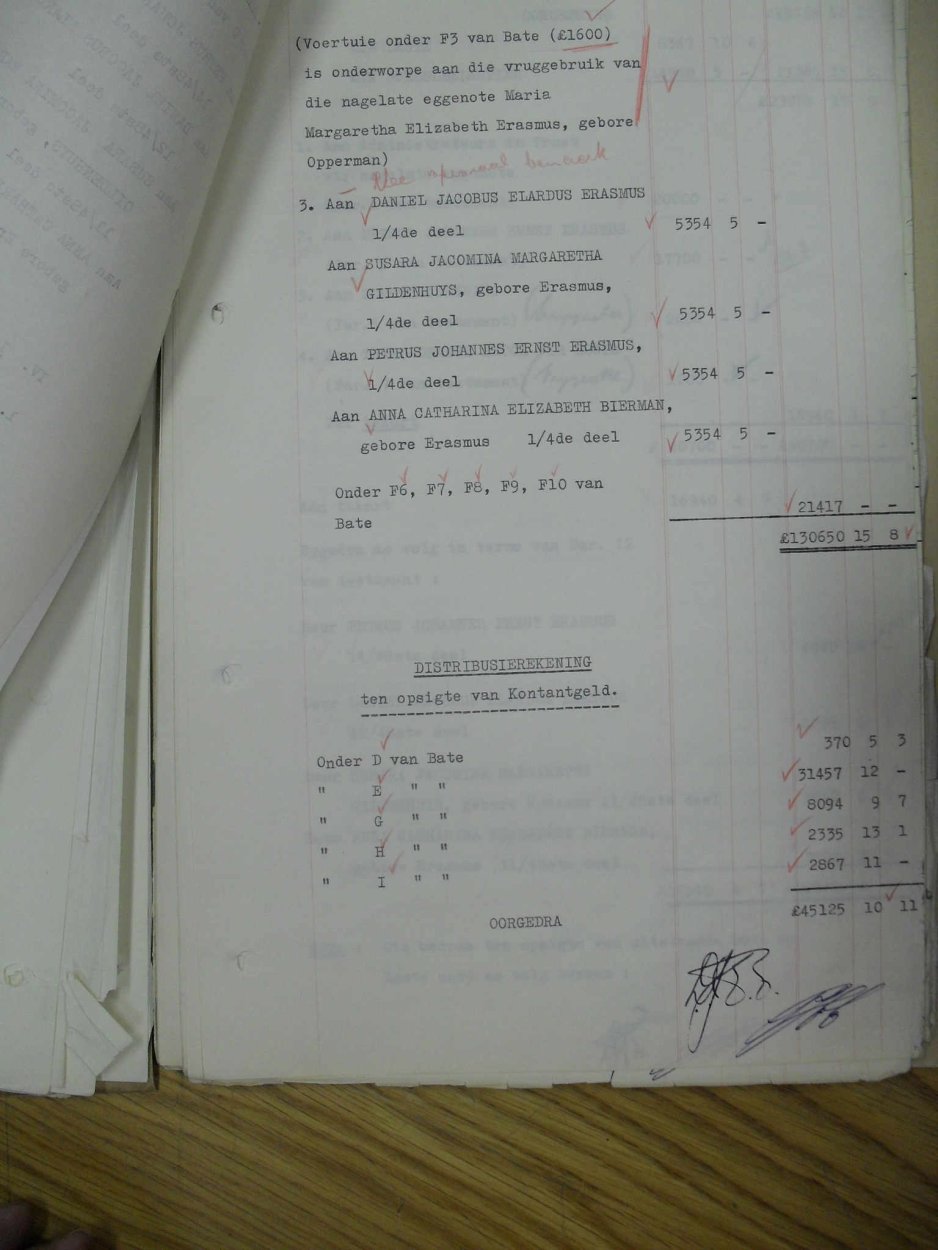 (Voertuie onder F3 van Bate (£1600)
is onderworpe aan die vruggebruik van
die nagelate eggenote Maria
Margaretha Elizabeth Erasmus, gebore
Opperman)
3. Aan DANIEL JACOBUS ELARDUS ERASMUS
1/4de deel 5354 5 -
Aan SUSARA JACOMINA MARGARETHA
GILDENHUYS, gebore Erasmus,
1/4de deel 5354 5 -
Aan PETRUS JOHANNES ERNST ERASMUS,
1/4de deel 5354 5 -
Aan ANNA CATHARINA ELIZABETH BIERMAN,
gebore Erasmus 1/4de deel 5354 5 -
Onder F6, F7, F8, F9, F10 van
Bate 21417 - -
£130650 15 8
DISTRIBUSIEREKENING
ten opsigte van Kontantgeld.
Onder D van Bate 370 5 3
" E " " 31457 12 -
" G " " 8094 9 7
" H " " 2335 13 1
" I " " 2867 11 -
£45125 10 11
OORGEDRA